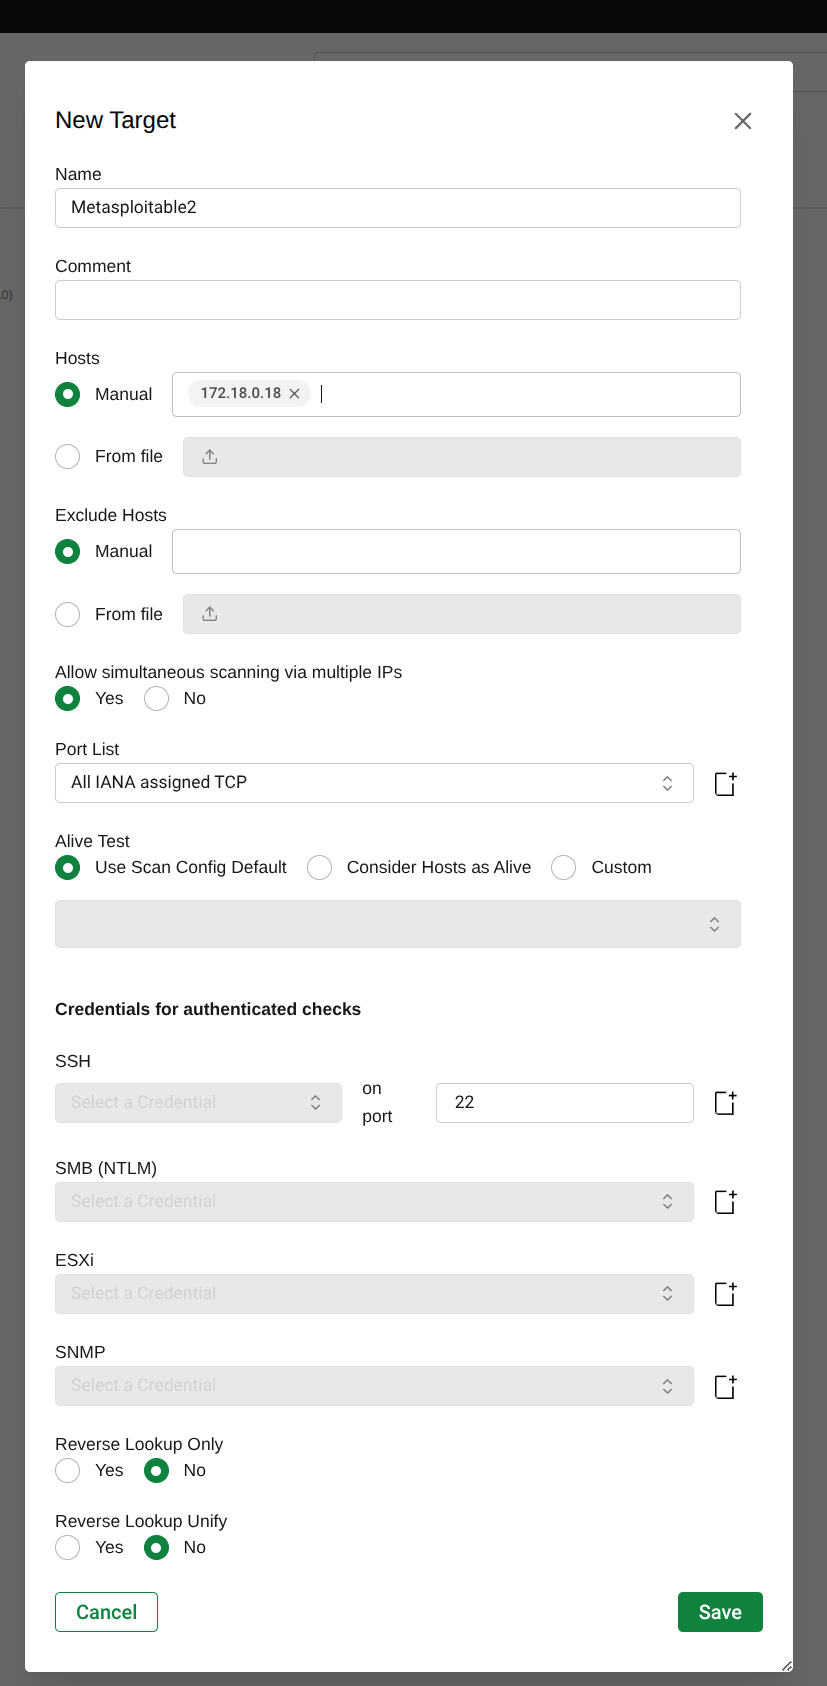 New Target
Name
Metasploitable2
Comment
.0)
Hosts
Manual
172.18.0.18
From file
Exclude Hosts
Manual
From file
Allow simultaneous scanning via multiple IPs
Yes No
Port List
All IANA assigned TCP
Alive Test
Use Scan Config Default Consider Hosts as Alive Custom
Credentials for authenticated checks
SSH
Select a Credential on port 22
SMB (NTLM)
Select a Credential
ESXi
Select a Credential
SNMP
Select a Credential
Reverse Lookup Only
Yes No
Reverse Lookup Unify
Yes No
Cancel Save